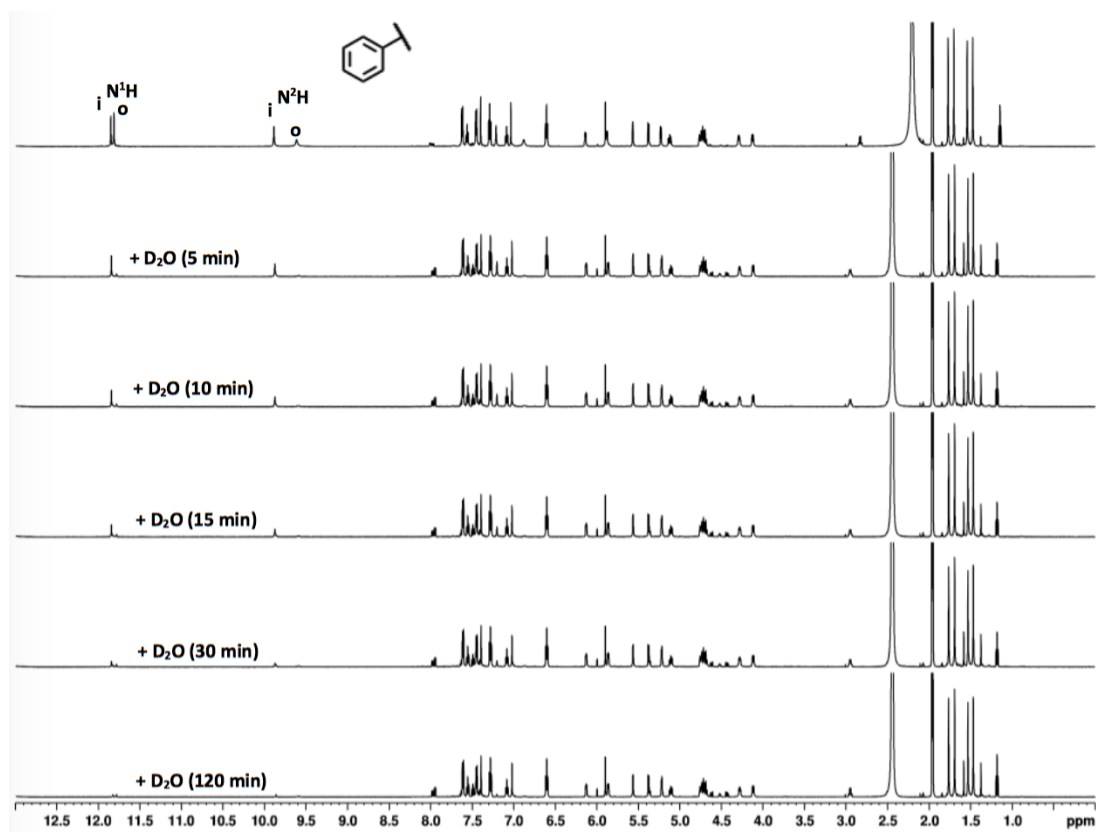 i N¹H o
i N²H o
+ D₂O (5 min)
+ D₂O (10 min)
+ D₂O (15 min)
+ D₂O (30 min)
+ D₂O (120 min)
12.5 12.0 11.5 11.0 10.5 10.0 9.5 9.0 8.5 8.0 7.5 7.0 6.5 6.0 5.5 5.0 4.5 4.0 3.5 3.0 2.5 2.0 1.5 1.0 ppm